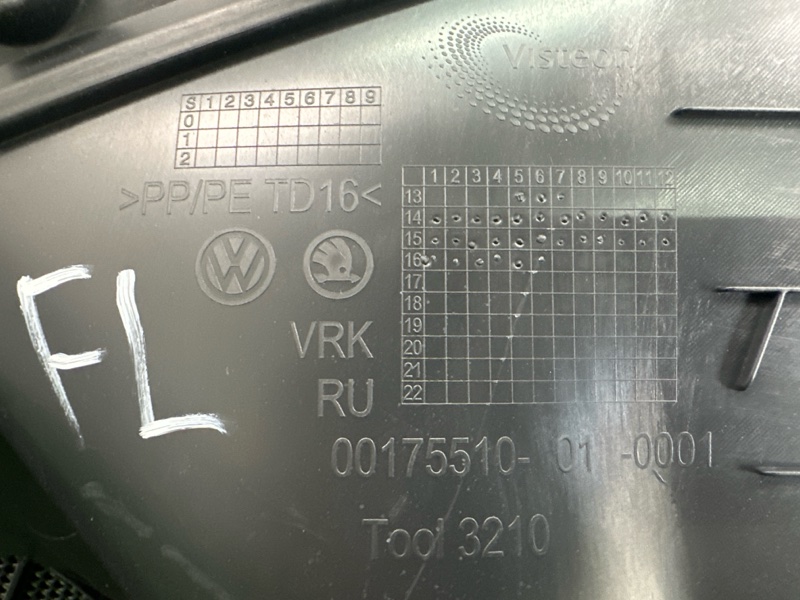 Visteon
S 1 2 3 4 5 6 7 8 9
0
1
2
>PP/PE TD16<
1 2 3 4 5 6 7 8 9 10 11 12
13
14
15
16
17
18
19
20
21
22
VW
FL
VRK
RU
00175510- 01 -0001
Tool 3210